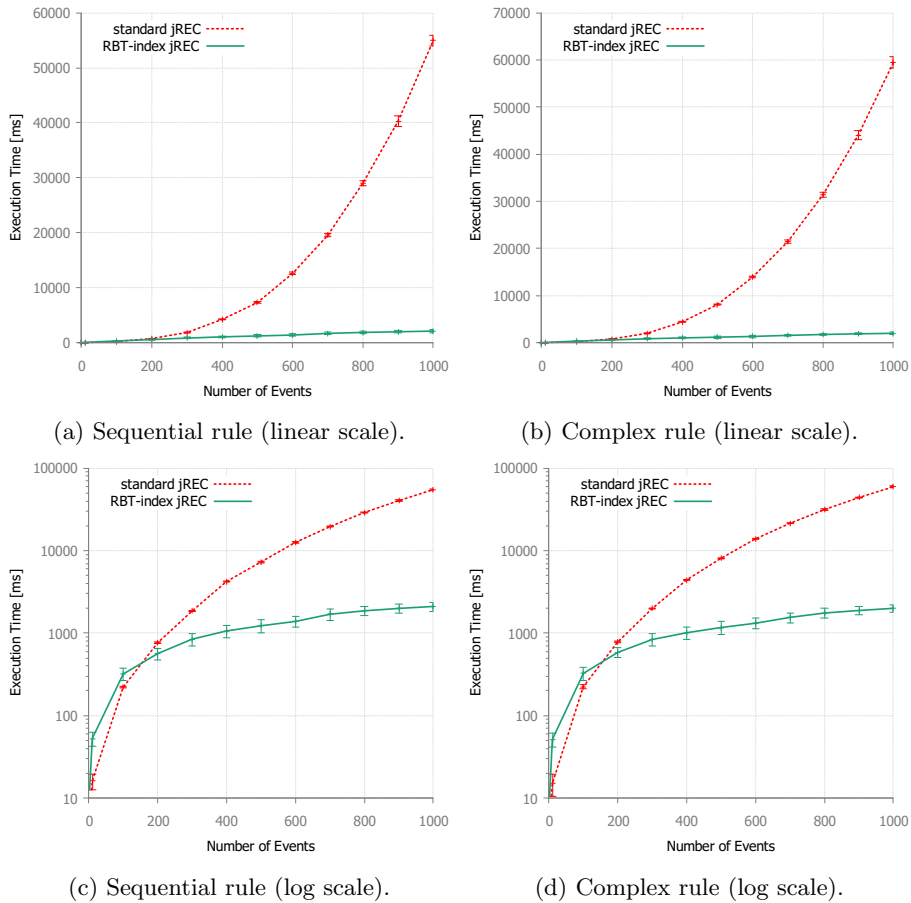 60000
50000
40000
30000
20000
10000
0
0
200
400
600
800
1000
Execution Time [ms]
Number of Events
standard jREC
RBT-index jREC
(a) Sequential rule (linear scale).
70000
60000
50000
40000
30000
20000
10000
0
0
200
400
600
800
1000
Execution Time [ms]
Number of Events
standard jREC
RBT-index jREC
(b) Complex rule (linear scale).
100000
10000
1000
100
10
0
200
400
600
800
1000
Execution Time [ms]
Number of Events
standard jREC
RBT-index jREC
(c) Sequential rule (log scale).
100000
10000
1000
100
10
0
200
400
600
800
1000
Execution Time [ms]
Number of Events
standard jREC
RBT-index jREC
(d) Complex rule (log scale).